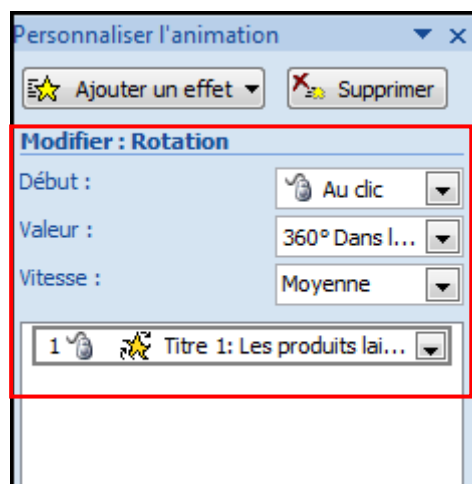 Personnaliser l'animation
Ajouter un effet Supprimer
Modifier : Rotation
Début : Au clic
Valeur : 360° Dans l...
Vitesse : Moyenne
1 Titre 1: Les produits lai...